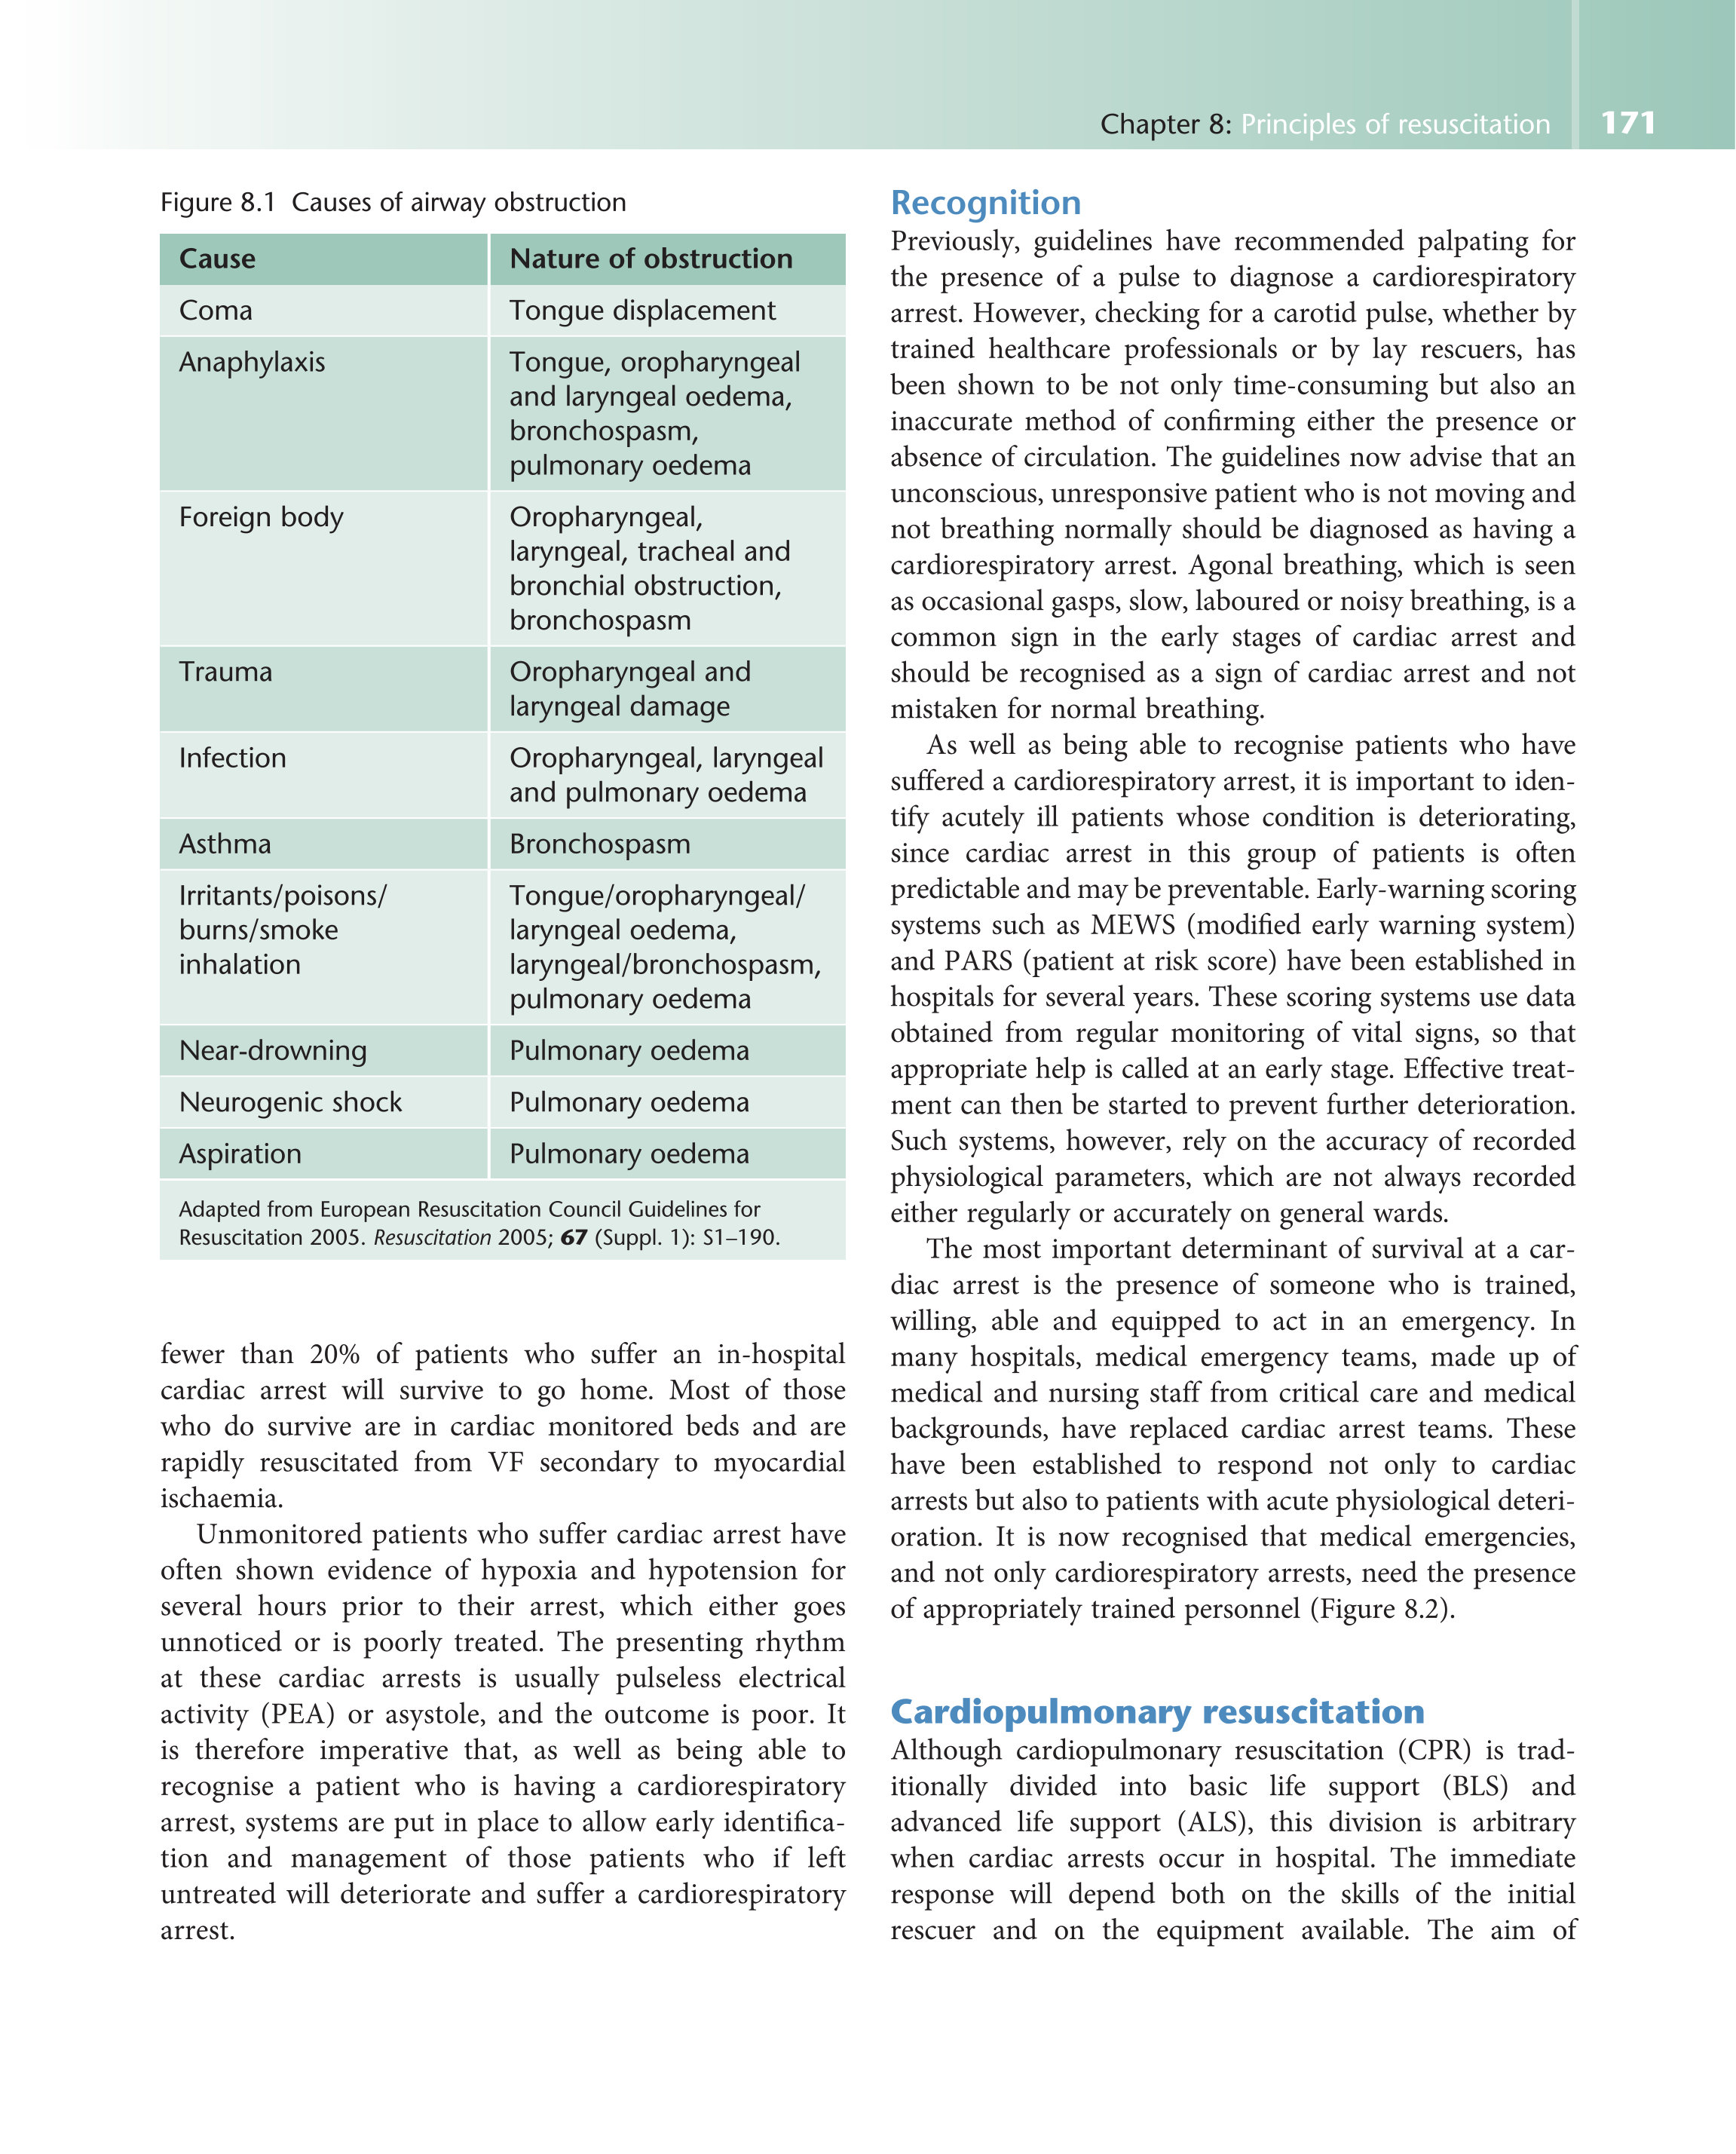 Chapter 8: Principles of resuscitation 171
Figure 8.1 Causes of airway obstruction
Cause Nature of obstruction
Coma Tongue displacement
Anaphylaxis Tongue, oropharyngeal
and laryngeal oedema,
bronchospasm,
pulmonary oedema
Foreign body Oropharyngeal,
laryngeal, tracheal and
bronchial obstruction,
bronchospasm
Trauma Oropharyngeal and
laryngeal damage
Infection Oropharyngeal, laryngeal
and pulmonary oedema
Asthma Bronchospasm
Irritants/poisons/ Tongue/oropharyngeal/
burns/smoke laryngeal oedema,
inhalation laryngeal/bronchospasm,
pulmonary oedema
Near-drowning Pulmonary oedema
Neurogenic shock Pulmonary oedema
Aspiration Pulmonary oedema
Adapted from European Resuscitation Council Guidelines for
Resuscitation 2005. Resuscitation 2005; 67 (Suppl. 1): S1–190.
fewer than 20% of patients who suffer an in-hospital
cardiac arrest will survive to go home. Most of those
who do survive are in cardiac monitored beds and are
rapidly resuscitated from VF secondary to myocardial
ischaemia.
Unmonitored patients who suffer cardiac arrest have
often shown evidence of hypoxia and hypotension for
several hours prior to their arrest, which either goes
unnoticed or is poorly treated. The presenting rhythm
at these cardiac arrests is usually pulseless electrical
activity (PEA) or asystole, and the outcome is poor. It
is therefore imperative that, as well as being able to
recognise a patient who is having a cardiorespiratory
arrest, systems are put in place to allow early identifica-
tion and management of those patients who if left
untreated will deteriorate and suffer a cardiorespiratory
arrest.
Recognition
Previously, guidelines have recommended palpating for
the presence of a pulse to diagnose a cardiorespiratory
arrest. However, checking for a carotid pulse, whether by
trained healthcare professionals or by lay rescuers, has
been shown to be not only time-consuming but also an
inaccurate method of confirming either the presence or
absence of circulation. The guidelines now advise that an
unconscious, unresponsive patient who is not moving and
not breathing normally should be diagnosed as having a
cardiorespiratory arrest. Agonal breathing, which is seen
as occasional gasps, slow, laboured or noisy breathing, is a
common sign in the early stages of cardiac arrest and
should be recognised as a sign of cardiac arrest and not
mistaken for normal breathing.
As well as being able to recognise patients who have
suffered a cardiorespiratory arrest, it is important to iden-
tify acutely ill patients whose condition is deteriorating,
since cardiac arrest in this group of patients is often
predictable and may be preventable. Early-warning scoring
systems such as MEWS (modified early warning system)
and PARS (patient at risk score) have been established in
hospitals for several years. These scoring systems use data
obtained from regular monitoring of vital signs, so that
appropriate help is called at an early stage. Effective treat-
ment can then be started to prevent further deterioration.
Such systems, however, rely on the accuracy of recorded
physiological parameters, which are not always recorded
either regularly or accurately on general wards.
The most important determinant of survival at a car-
diac arrest is the presence of someone who is trained,
willing, able and equipped to act in an emergency. In
many hospitals, medical emergency teams, made up of
medical and nursing staff from critical care and medical
backgrounds, have replaced cardiac arrest teams. These
have been established to respond not only to cardiac
arrests but also to patients with acute physiological deteri-
oration. It is now recognised that medical emergencies,
and not only cardiorespiratory arrests, need the presence
of appropriately trained personnel (Figure 8.2).
Cardiopulmonary resuscitation
Although cardiopulmonary resuscitation (CPR) is trad-
itionally divided into basic life support (BLS) and
advanced life support (ALS), this division is arbitrary
when cardiac arrests occur in hospital. The immediate
response will depend both on the skills of the initial
rescuer and on the equipment available. The aim of